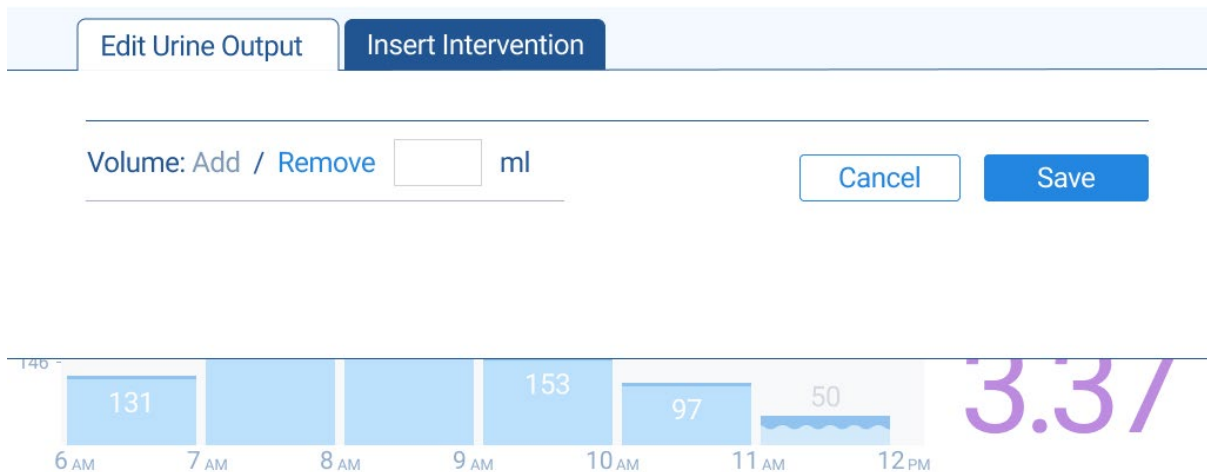 Edit Urine Output Insert Intervention
Volume: Add / Remove ml
Cancel Save
146 -
3.37
153
131
97
50
6 AM 7 AM 8 AM 9 AM 10 AM 11 AM 12 PM